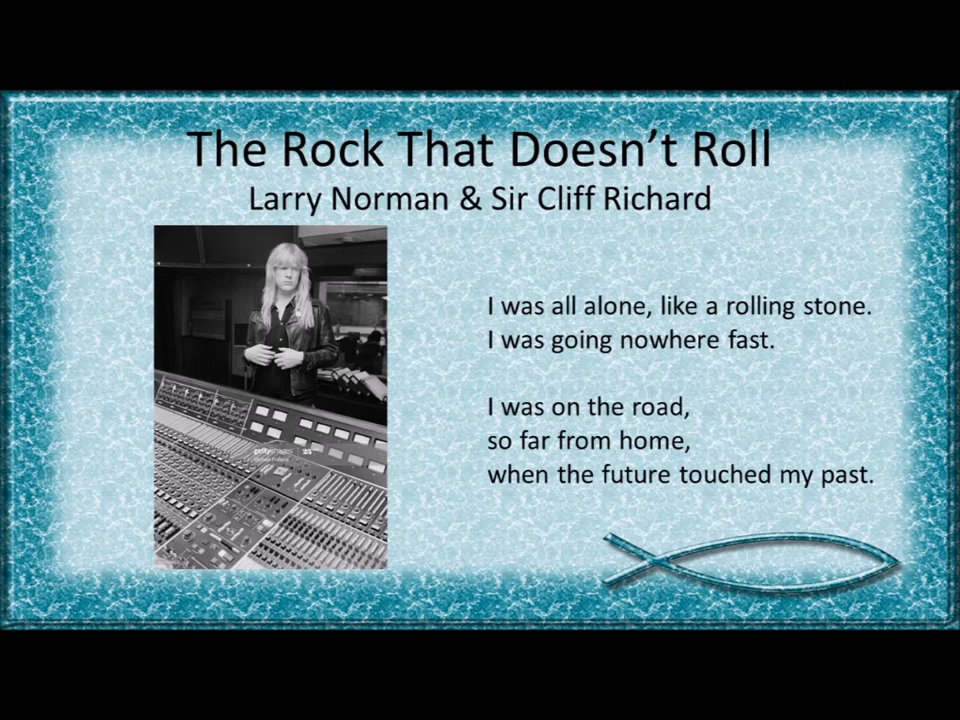 The Rock That Doesn’t Roll
Larry Norman & Sir Cliff Richard
I was all alone, like a rolling stone.
I was going nowhere fast.
I was on the road,
so far from home,
when the future touched my past.